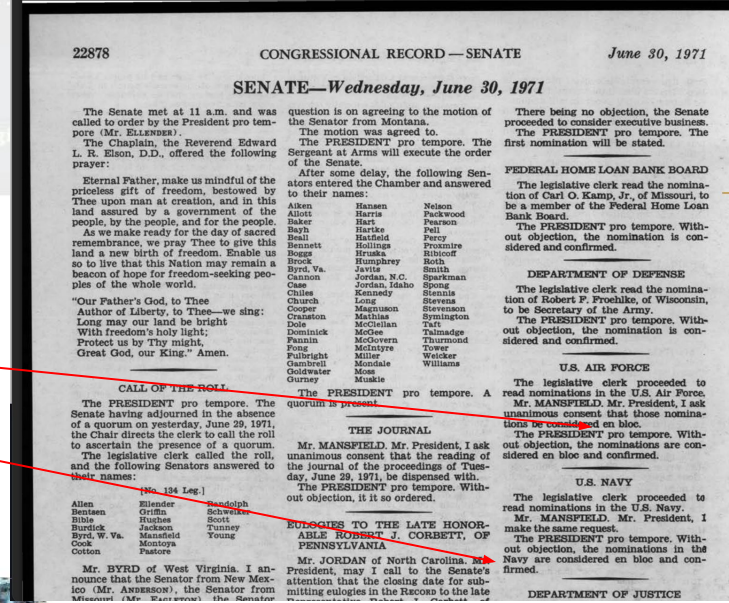 22878
CONGRESSIONAL RECORD — SENATE
June 30, 1971
SENATE—Wednesday, June 30, 1971
The Senate met at 11 a.m. and was
called to order by the President pro tem-
pore (Mr. ELLENDER).
The Chaplain, the Reverend Edward
L. R. Elson, D.D., offered the following
prayer:
Eternal Father, make us mindful of the
priceless gift of freedom, bestowed by
Thee upon man at creation, and in this
land assured by a government of the
people, by the people, and for the people.
As we make ready for the day of sacred
remembrance, we pray Thee to give this
land a new birth of freedom. Enable us
so to live that this Nation may remain a
beacon of hope for freedom-seeking peo-
ples of the whole world.
"Our Father's God, to Thee
Author of Liberty, to Thee—we sing:
Long may our land be bright
With freedom's holy light;
Protect us by Thy might,
Great God, our King." Amen.
CALL OF THE ROLL
The PRESIDENT pro tempore. The
Senate having adjourned in the absence
of a quorum on yesterday, June 29, 1971,
the Chair directs the clerk to call the roll
to ascertain the presence of a quorum.
The legislative clerk called the roll,
and the following Senators answered to
their names:
[No. 134 Leg.]
Allen Ellender Randolph
Bentsen Griffin Schweiker
Bible Hughes Scott
Burdick Jackson Tunney
Byrd, W. Va. Mansfield Young
Cook Montoya
Cotton Pastore
Mr. BYRD of West Virginia. I an-
nounce that the Senator from New Mex-
ico (Mr. ANDERSON), the Senator from
Missouri (Mr. EAGLETON), the Senator
question is on agreeing to the motion of
the Senator from Montana.
The motion was agreed to.
The PRESIDENT pro tempore. The
Sergeant at Arms will execute the order
of the Senate.
After some delay, the following Sen-
ators entered the Chamber and answered
to their names:
Aiken Hansen Nelson
Allott Harris Packwood
Baker Hart Pearson
Bayh Hartke Pell
Beall Hatfield Percy
Bennett Hollings Proxmire
Boggs Hruska Ribicoff
Brock Humphrey Roth
Byrd, Va. Javits Smith
Cannon Jordan, N.C. Sparkman
Case Jordan, Idaho Spong
Chiles Kennedy Stennis
Church Long Stevens
Cooper Magnuson Stevenson
Cranston Mathias Symington
Dole McClellan Taft
Dominick McGee Talmadge
Fannin McGovern Thurmond
Fong McIntyre Tower
Fulbright Miller Weicker
Gambrell Mondale Williams
Goldwater Moss
Gurney Muskie
The PRESIDENT pro tempore. A
quorum is present.
THE JOURNAL
Mr. MANSFIELD. Mr. President, I ask
unanimous consent that the reading of
the journal of the proceedings of Tues-
day, June 29, 1971, be dispensed with.
The PRESIDENT pro tempore. With-
out objection, it it so ordered.
EULOGIES TO THE LATE HONOR-
ABLE ROBERT J. CORBETT, OF
PENNSYLVANIA
Mr. JORDAN of North Carolina. Mr.
President, may I call to the Senate's
attention that the closing date for sub-
mitting eulogies in the RECORD to the late
Representative Robert J. Corbett, of
There being no objection, the Senate
proceeded to consider executive business.
The PRESIDENT pro tempore. The
first nomination will be stated.
FEDERAL HOME LOAN BANK BOARD
The legislative clerk read the nomina-
tion of Carl O. Kamp, Jr., of Missouri, to
be a member of the Federal Home Loan
Bank Board.
The PRESIDENT pro tempore. With-
out objection, the nomination is con-
sidered and confirmed.
DEPARTMENT OF DEFENSE
The legislative clerk read the nomina-
tion of Robert F. Froehlke, of Wisconsin,
to be Secretary of the Army.
The PRESIDENT pro tempore. With-
out objection, the nomination is con-
sidered and confirmed.
U.S. AIR FORCE
The legislative clerk proceeded to
read nominations in the U.S. Air Force.
Mr. MANSFIELD. Mr. President, I ask
unanimous consent that those nomina-
tions be considered en bloc.
The PRESIDENT pro tempore. With-
out objection, the nominations are con-
sidered en bloc and confirmed.
U.S. NAVY
The legislative clerk proceeded to
read nominations in the U.S. Navy.
Mr. MANSFIELD. Mr. President, I
make the same request.
The PRESIDENT pro tempore. With-
out objection, the nominations in the
Navy are considered en bloc and con-
firmed.
DEPARTMENT OF JUSTICE